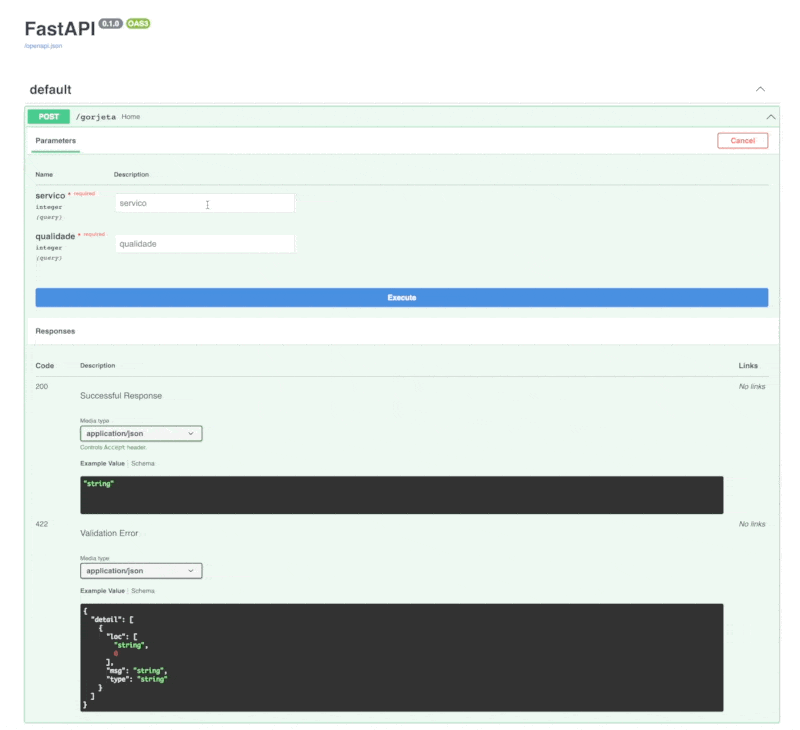 FastAPI 0.1.0 OAS3
/openapi.json
default
POST /gorjeta Home
Parameters Cancel
Name Description
servico * required
integer
(query)
servico
qualidade * required
integer
(query)
qualidade
Execute
Responses
Code Description Links
200 Successful Response No links
Media type
application/json
Controls Accept header.
Example Value | Schema
"string"
422 Validation Error No links
Media type
application/json
Example Value | Schema
{
"detail": [
{
"loc": [
"string",
0
],
"msg": "string",
"type": "string"
}
]
}